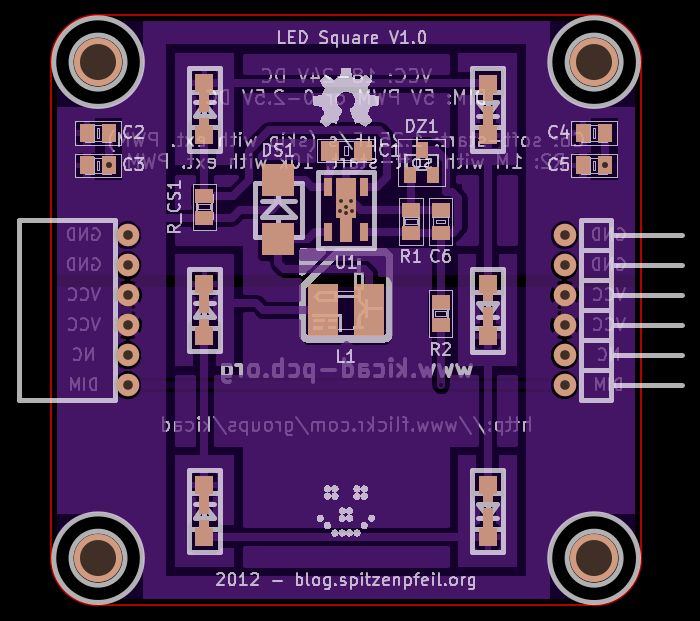 LED Square V1.0
VCC: 18-24V DC
DIM: 5V PWM or 0-2.5V DC
DZ1
C2
C4
C6: soft start: 2.25uF (skip with ext. PWM)
DS1
C1
C3
C5
R2: 1M with soft start, 10k with ext. PWM
R_CS1
GND
GND
GND
GND
R1
C6
U1
VCC
VCC
VCC
VCC
R2
L1
NC
NC
www.kicad-pcb.org
DIM
DIM
http://www.flickr.com/groups/kicad
2012 - blog.spitzenpfeil.org